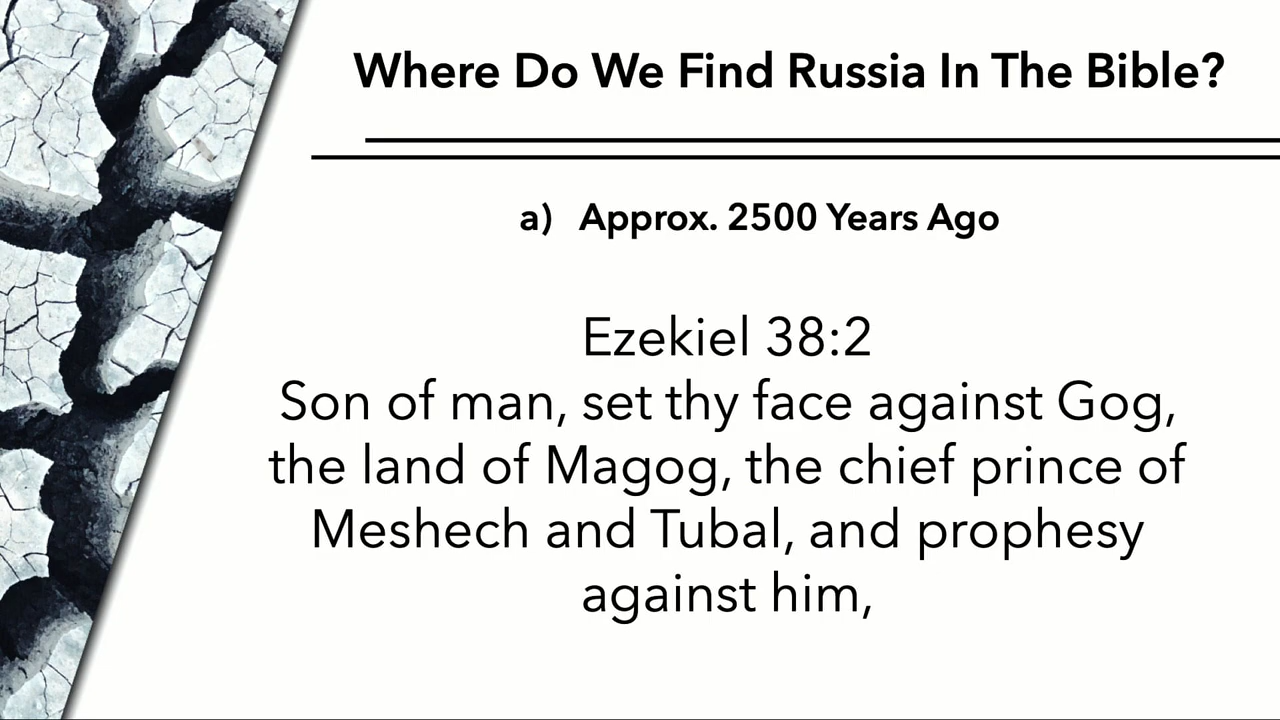 Where Do We Find Russia In The Bible?
a) Approx. 2500 Years Ago
Ezekiel 38:2
Son of man, set thy face against Gog,
the land of Magog, the chief prince of
Meshech and Tubal, and prophesy
against him,